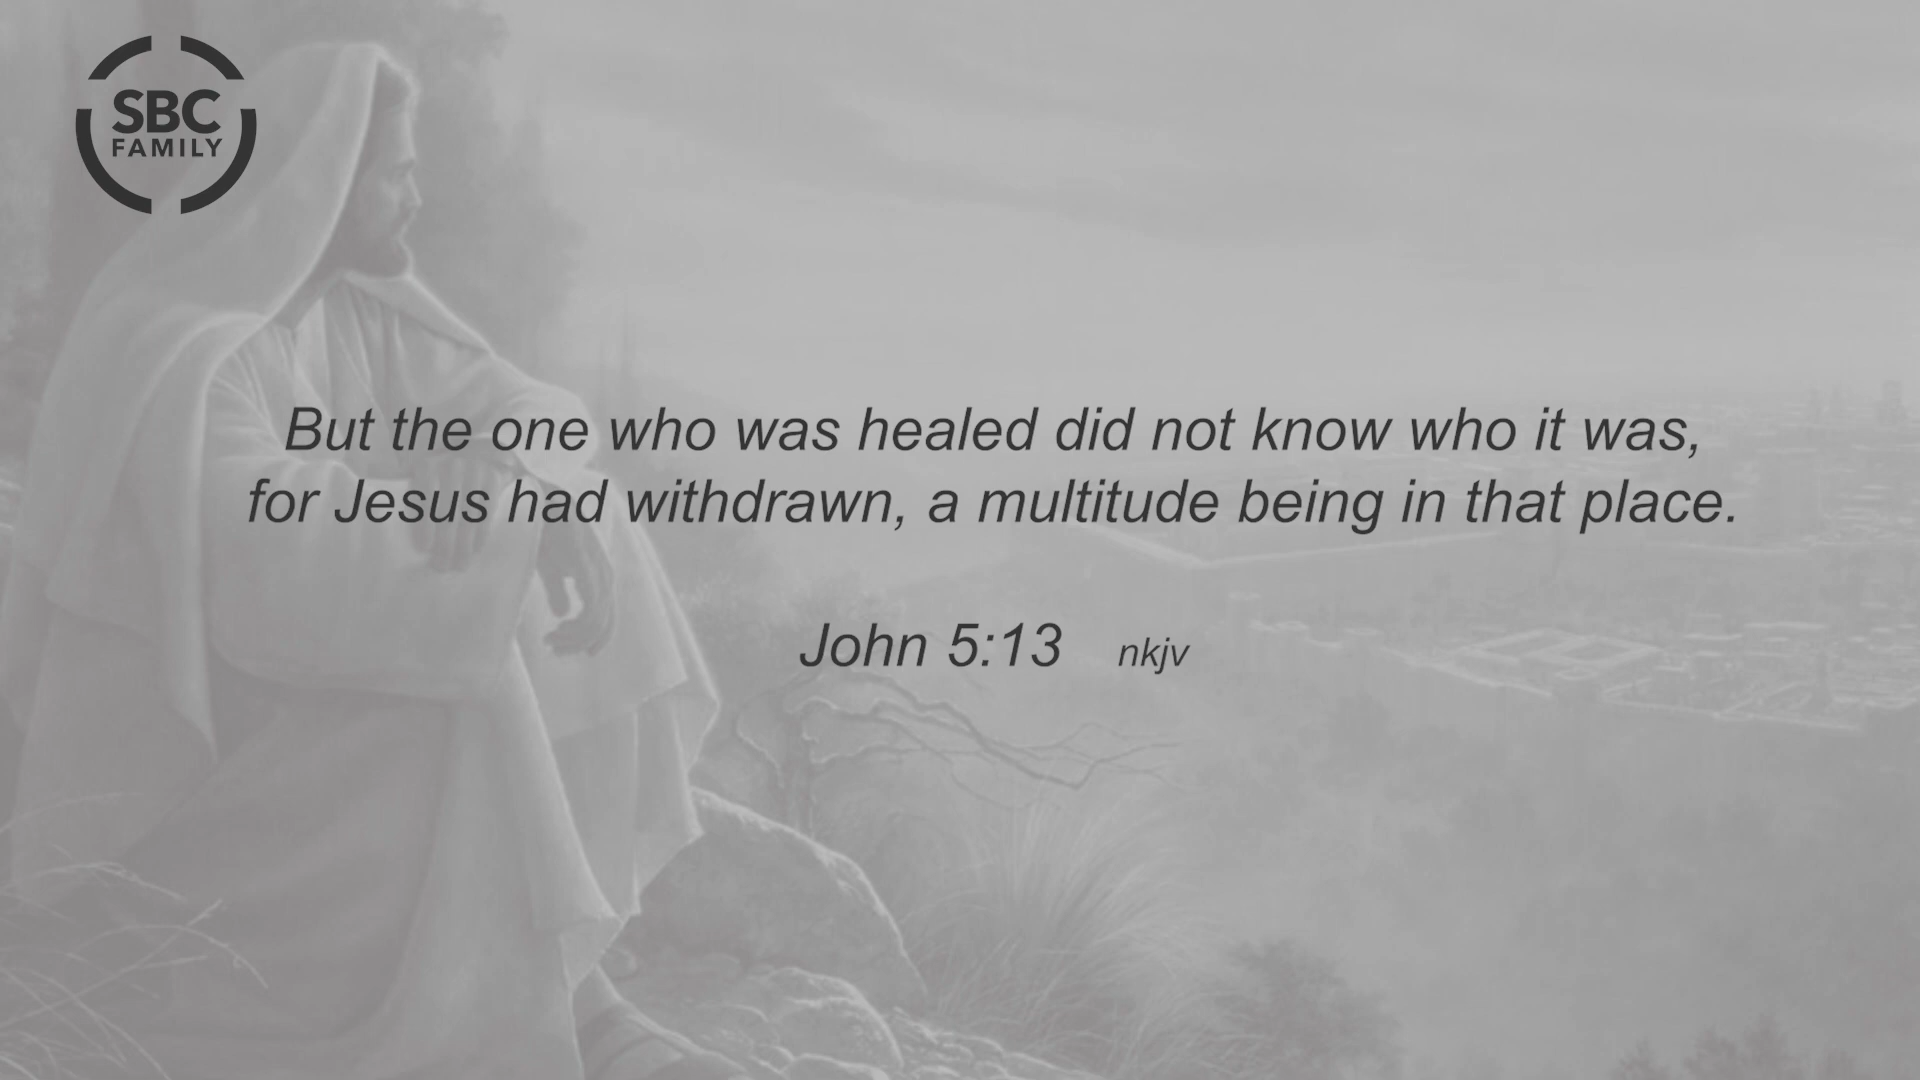 SBC
FAMILY
But the one who was healed did not know who it was,
for Jesus had withdrawn, a multitude being in that place.
John 5:13 nkjv